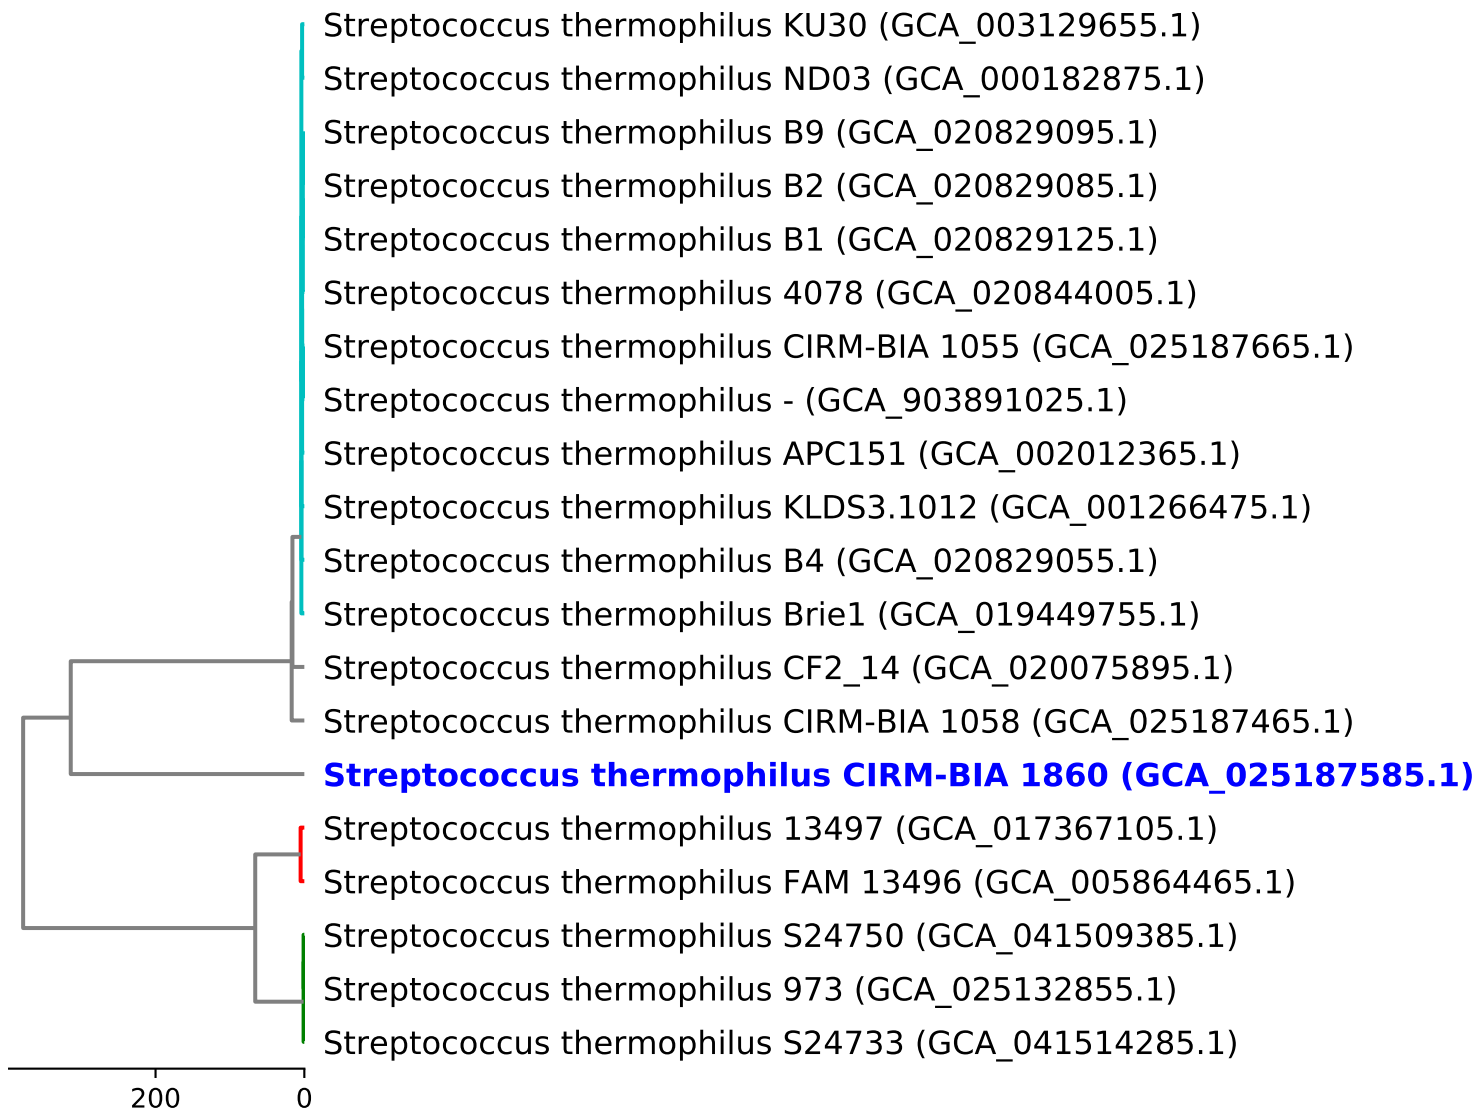 Streptococcus thermophilus KU30 (GCA_003129655.1)
Streptococcus thermophilus ND03 (GCA_000182875.1)
Streptococcus thermophilus B9 (GCA_020829095.1)
Streptococcus thermophilus B2 (GCA_020829085.1)
Streptococcus thermophilus B1 (GCA_020829125.1)
Streptococcus thermophilus 4078 (GCA_020844005.1)
Streptococcus thermophilus CIRM-BIA 1055 (GCA_025187665.1)
Streptococcus thermophilus - (GCA_903891025.1)
Streptococcus thermophilus APC151 (GCA_002012365.1)
Streptococcus thermophilus KLDS3.1012 (GCA_001266475.1)
Streptococcus thermophilus B4 (GCA_020829055.1)
Streptococcus thermophilus Brie1 (GCA_019449755.1)
Streptococcus thermophilus CF2_14 (GCA_020075895.1)
Streptococcus thermophilus CIRM-BIA 1058 (GCA_025187465.1)
Streptococcus thermophilus CIRM-BIA 1860 (GCA_025187585.1)
Streptococcus thermophilus 13497 (GCA_017367105.1)
Streptococcus thermophilus FAM 13496 (GCA_005864465.1)
Streptococcus thermophilus S24750 (GCA_041509385.1)
Streptococcus thermophilus 973 (GCA_025132855.1)
Streptococcus thermophilus S24733 (GCA_041514285.1)
200 0